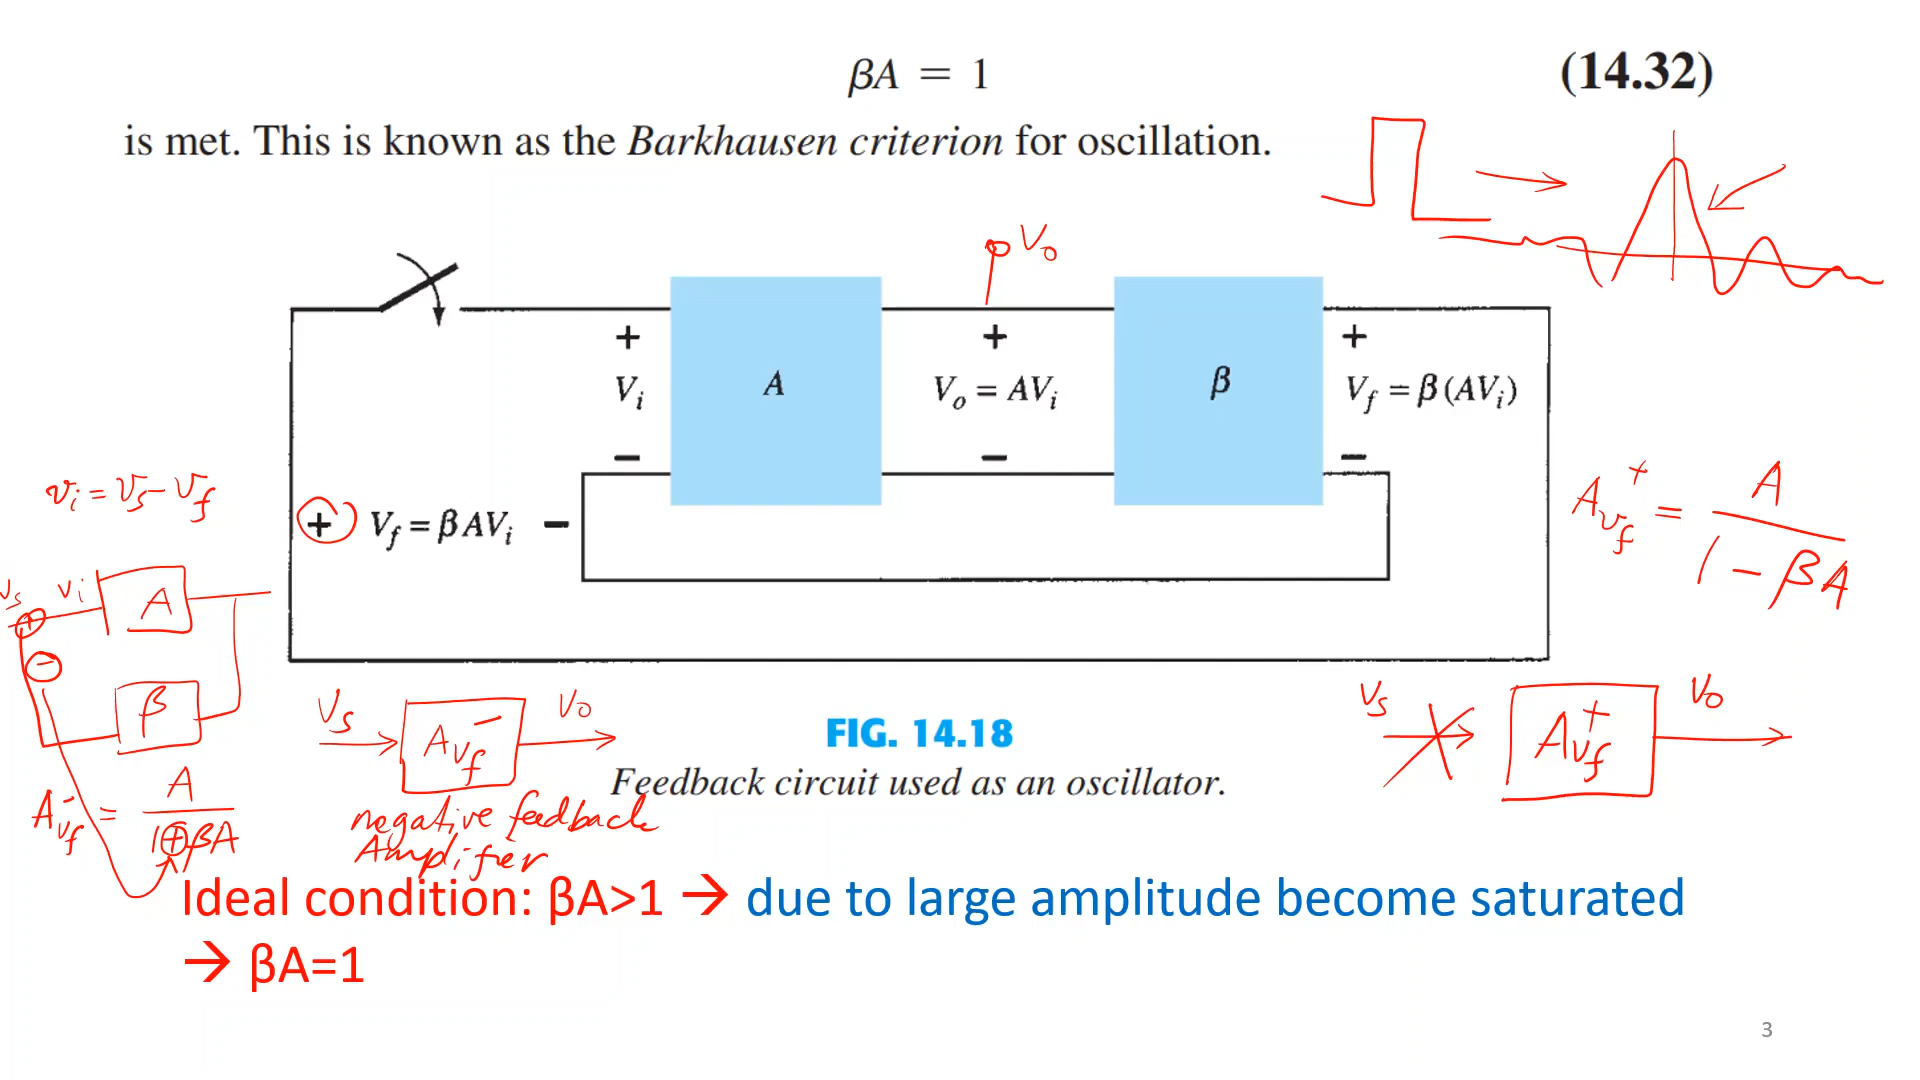 βA = 1
(14.32)
is met. This is known as the Barkhausen criterion for oscillation.
Vo
+
Vi
−
A
+
Vo = AVi
−
β
+
Vf = β(AVi)
−
+ Vf = βAVi −
vi = vs − vf
Vs
Vi
A
+
−
β
Avf⁻ = A / 1 + βA
Vs
Avf⁻
Vo
negative feedback
Amplifier
Avf⁺ = A / 1 − βA
Vs
Avf⁺
Vo
FIG. 14.18
Feedback circuit used as an oscillator.
Ideal condition: βA>1 → due to large amplitude become saturated
→ βA=1
3